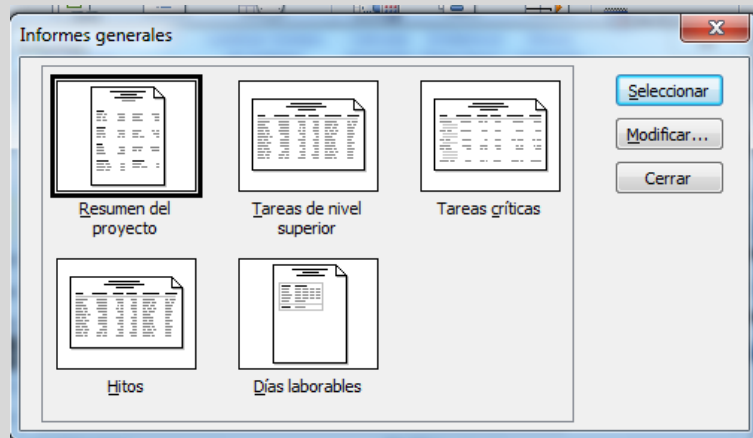 Informes generales
Resumen del
proyecto
Tareas de nivel
superior
Tareas críticas
Hitos
Días laborables
Seleccionar
Modificar...
Cerrar